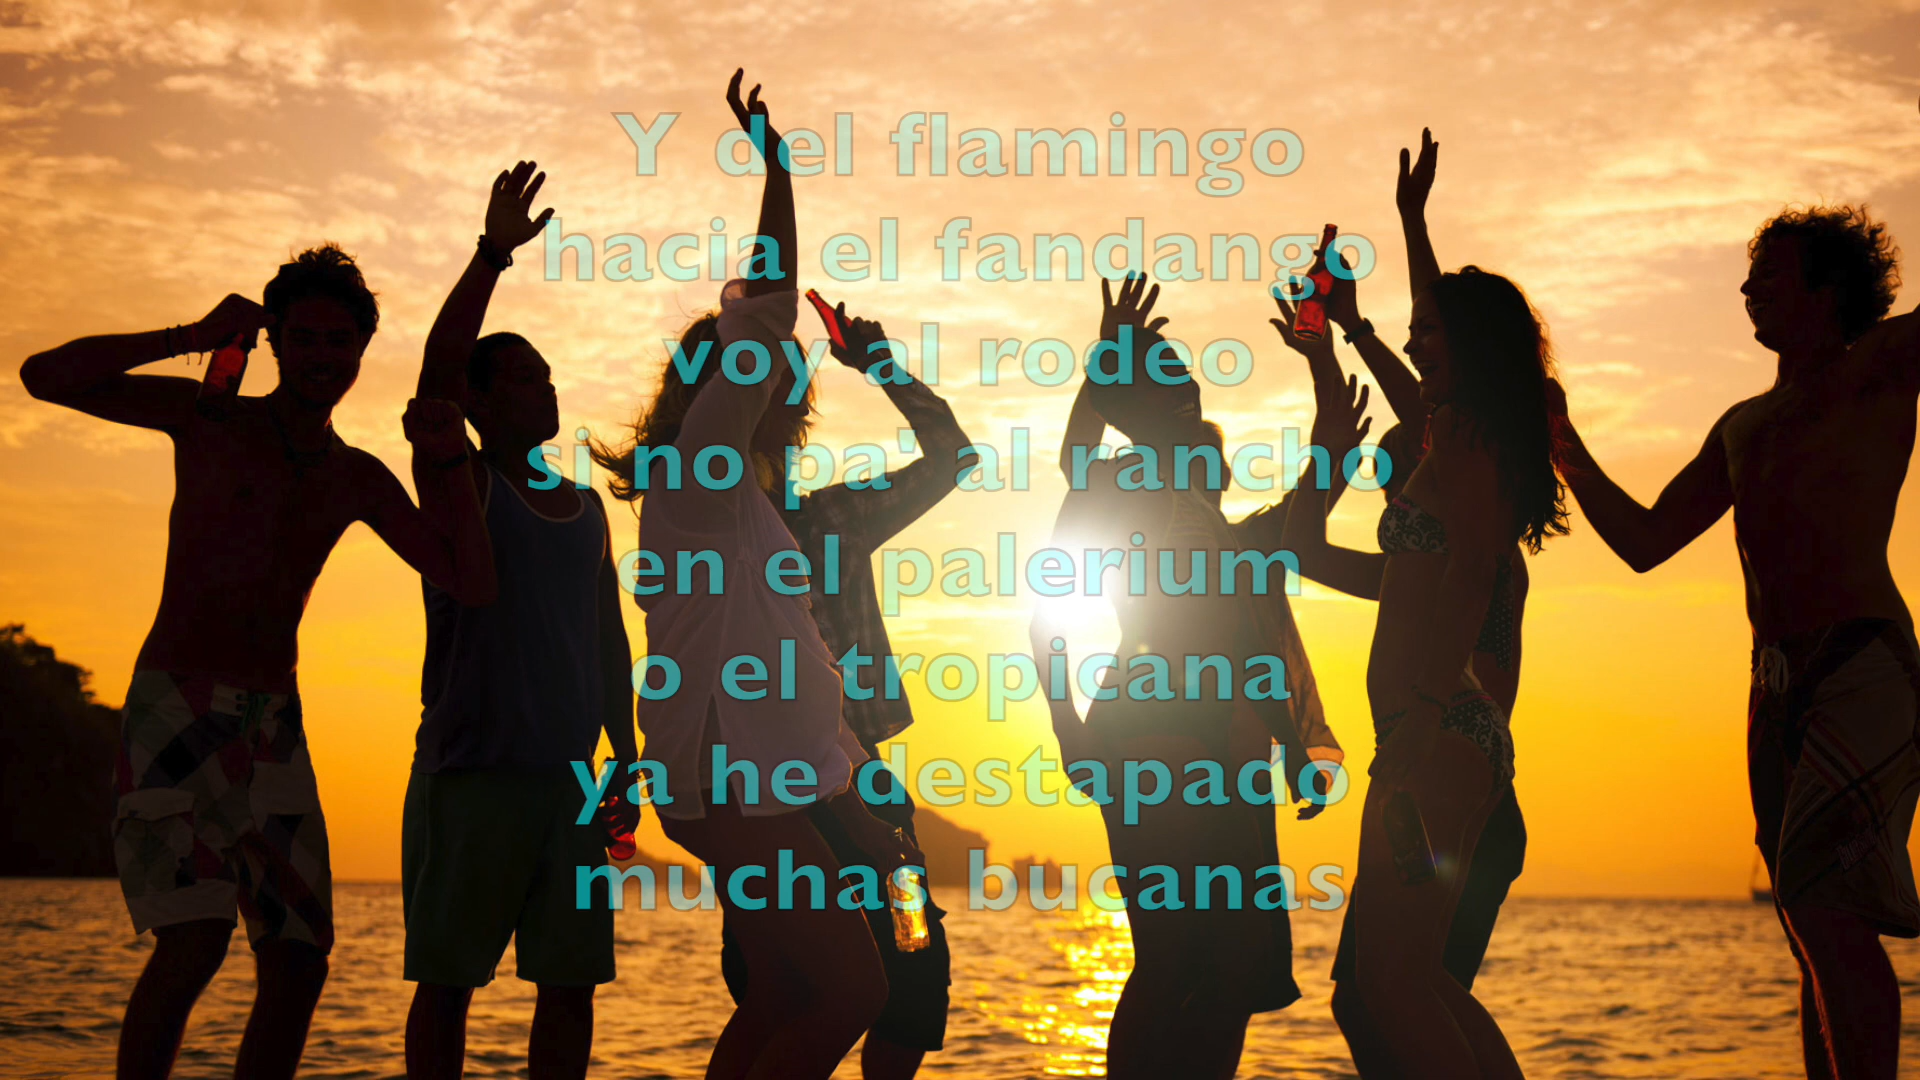 Y del flamingo
hacia el fandango
voy al rodeo
si no pa' al rancho
en el palerium
o el tropicana
ya he destapado
muchas bucanas